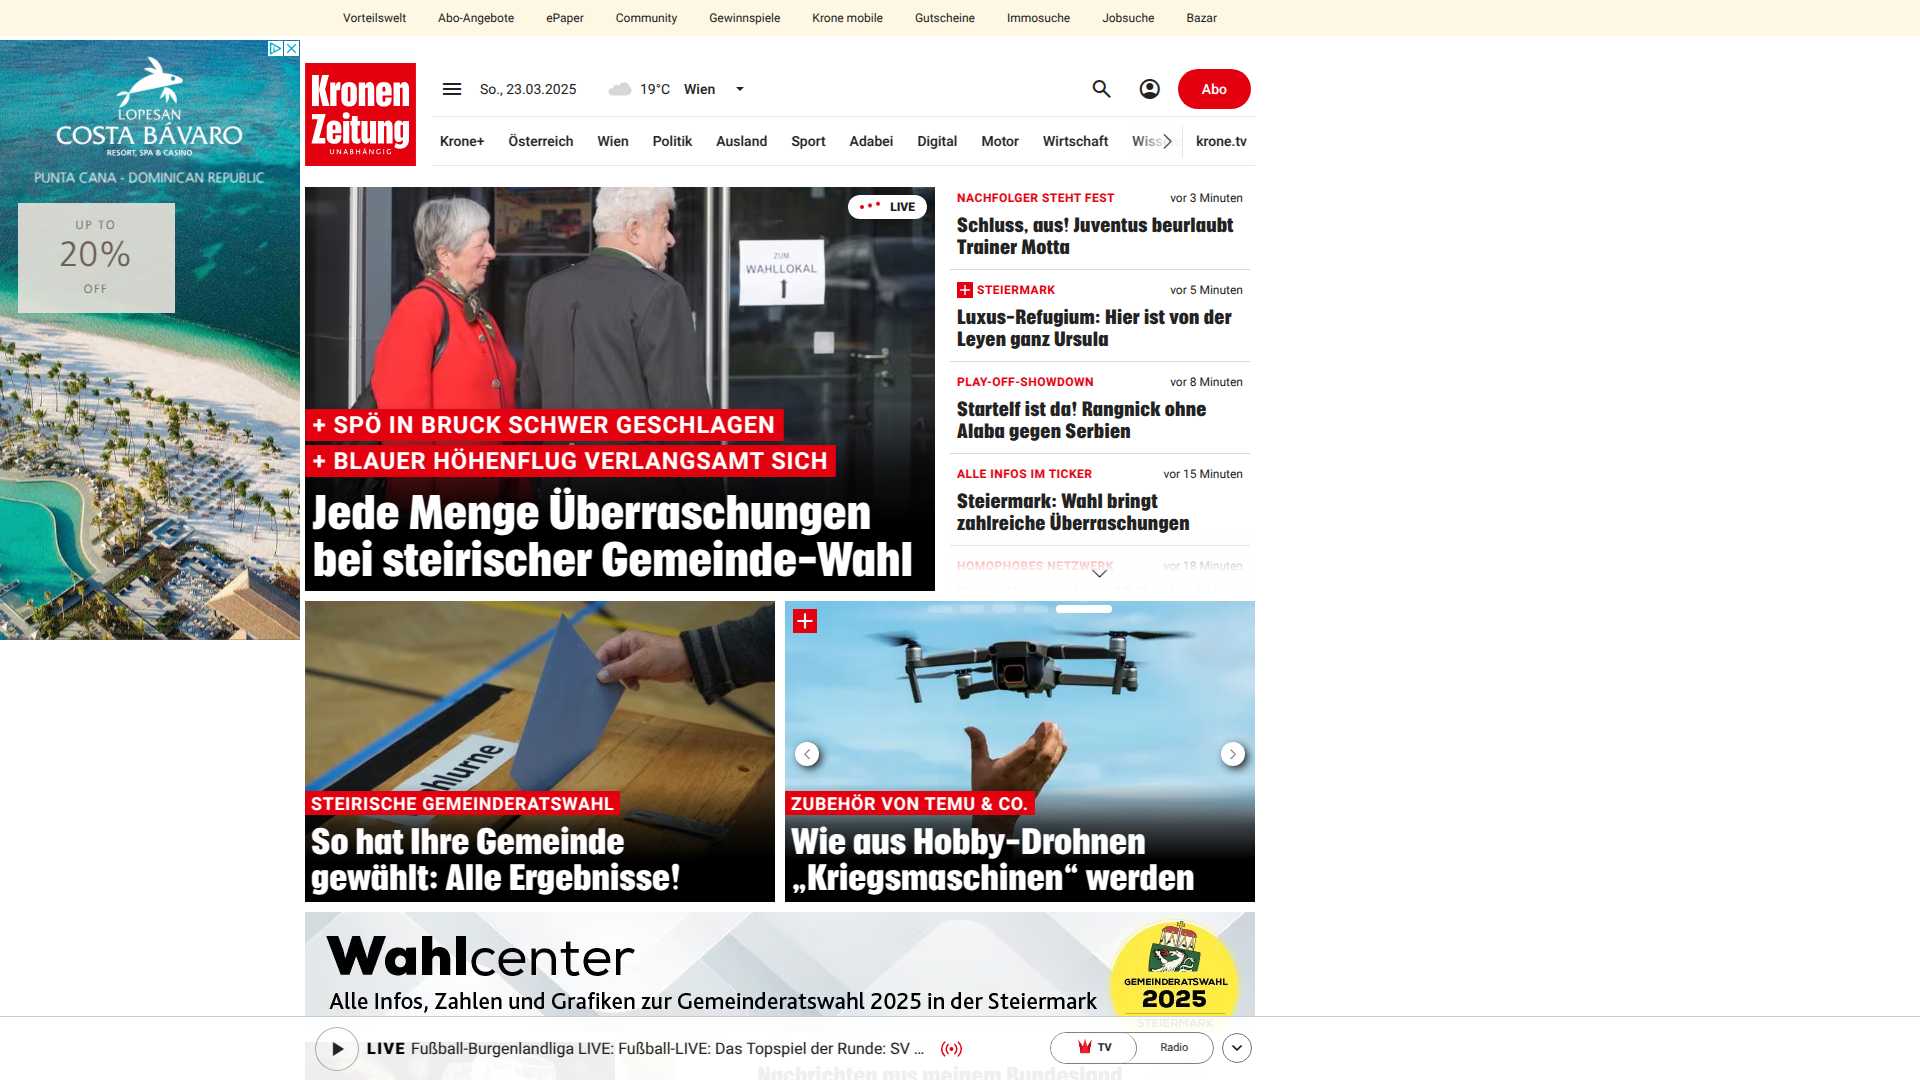 Vorteilswelt
Abo-Angebote
ePaper
Community
Gewinnspiele
Krone mobile
Gutscheine
Immosuche
Jobsuche
Bazar
LOPESAN
COSTA BÁVARO
RESORT, SPA & CASINO
PUNTA CANA - DOMINICAN REPUBLIC
UP TO
20%
OFF
Kronen
Zeitung
UNABHÄNGIG
So., 23.03.2025
19°C Wien
Abo
Krone+
Österreich
Wien
Politik
Ausland
Sport
Adabei
Digital
Motor
Wirtschaft
Wiss
krone.tv
LIVE
ZUM
WAHLLOKAL
+ SPÖ IN BRUCK SCHWER GESCHLAGEN
+ BLAUER HÖHENFLUG VERLANGSAMT SICH
Jede Menge Überraschungen
bei steirischer Gemeinde-Wahl
NACHFOLGER STEHT FEST vor 3 Minuten
Schluss, aus! Juventus beurlaubt
Trainer Motta
STEIERMARK vor 5 Minuten
Luxus-Refugium: Hier ist von der
Leyen ganz Ursula
PLAY-OFF-SHOWDOWN vor 8 Minuten
Startelf ist da! Rangnick ohne
Alaba gegen Serbien
ALLE INFOS IM TICKER vor 15 Minuten
Steiermark: Wahl bringt
zahlreiche Überraschungen
HOMOPHOBES NETZWERK vor 18 Minuten
hlurne
STEIRISCHE GEMEINDERATSWAHL
So hat Ihre Gemeinde
gewählt: Alle Ergebnisse!
ZUBEHÖR VON TEMU & CO.
Wie aus Hobby-Drohnen
„Kriegsmaschinen“ werden
Wahlcenter
Alle Infos, Zahlen und Grafiken zur Gemeinderatswahl 2025 in der Steiermark
GEMEINDERATSWAHL
2025
STEIERMARK
LIVE Fußball-Burgenlandliga LIVE: Fußball-LIVE: Das Topspiel der Runde: SV ...
TV
Radio
Nachrichten aus meinem Bundesland